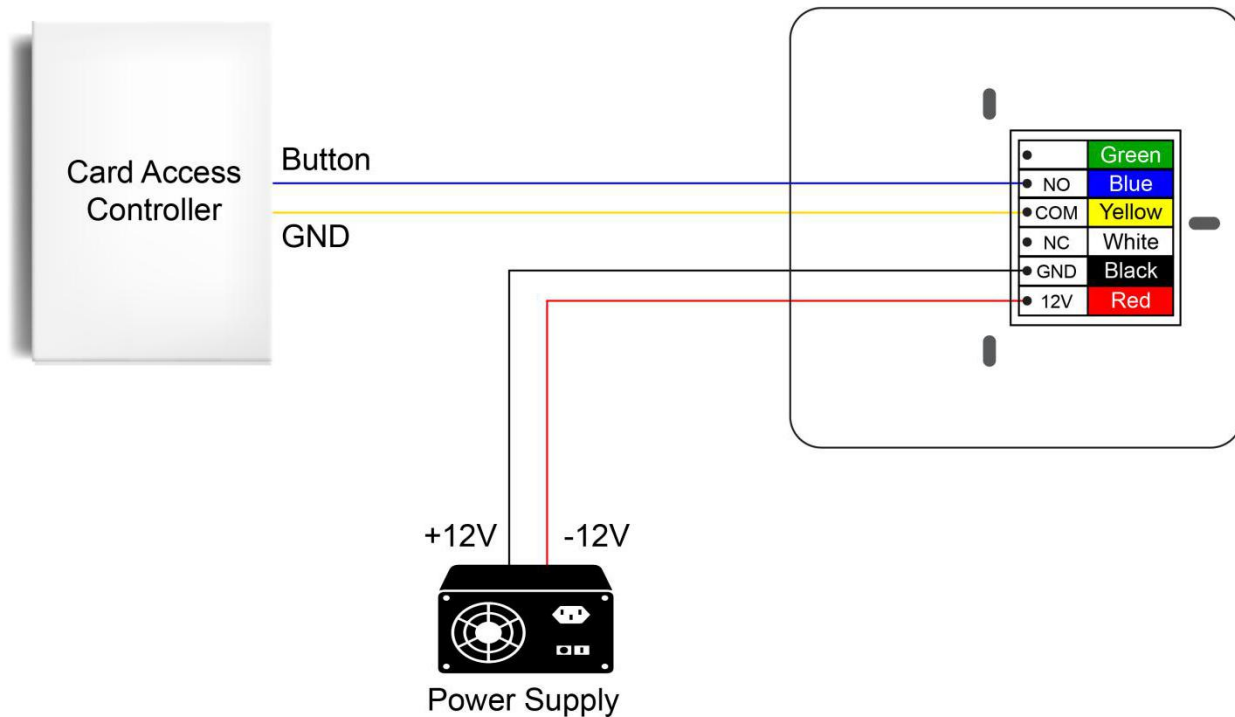 Card Access
Controller
Button
GND
Green
NO Blue
COM Yellow
NC White
GND Black
12V Red
+12V -12V
Power Supply